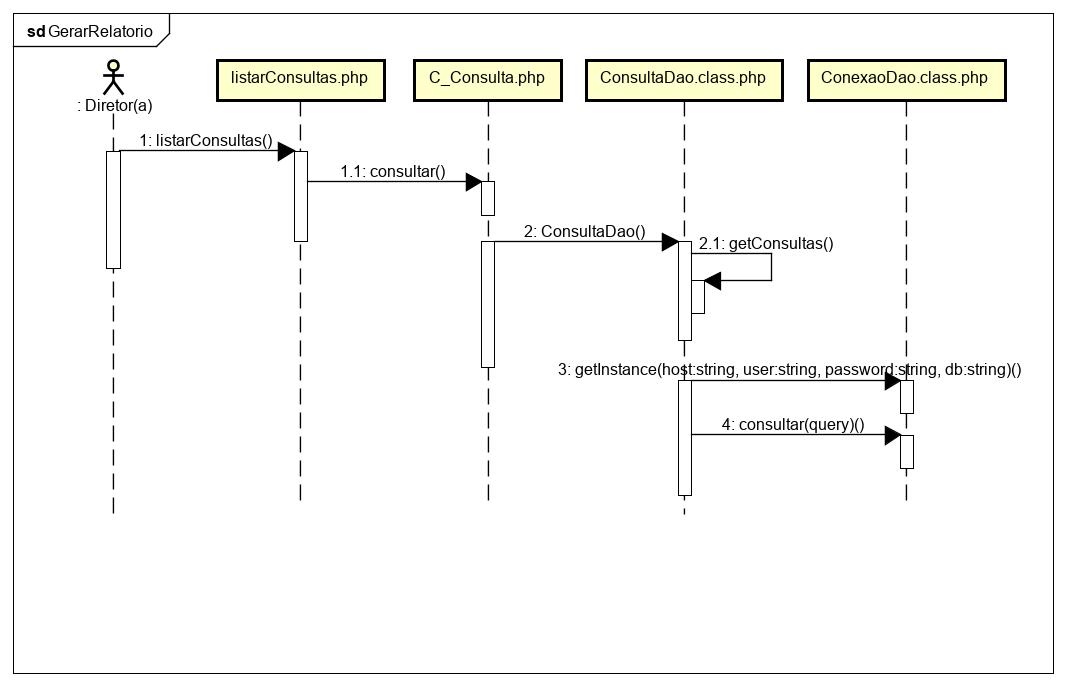 sd GerarRelatorio
: Diretor(a)
listarConsultas.php
C_Consulta.php
ConsultaDao.class.php
ConexaoDao.class.php
1: listarConsultas()
1.1: consultar()
2: ConsultaDao()
2.1: getConsultas()
3: getInstance(host:string, user:string, password:string, db:string)()
4: consultar(query)()